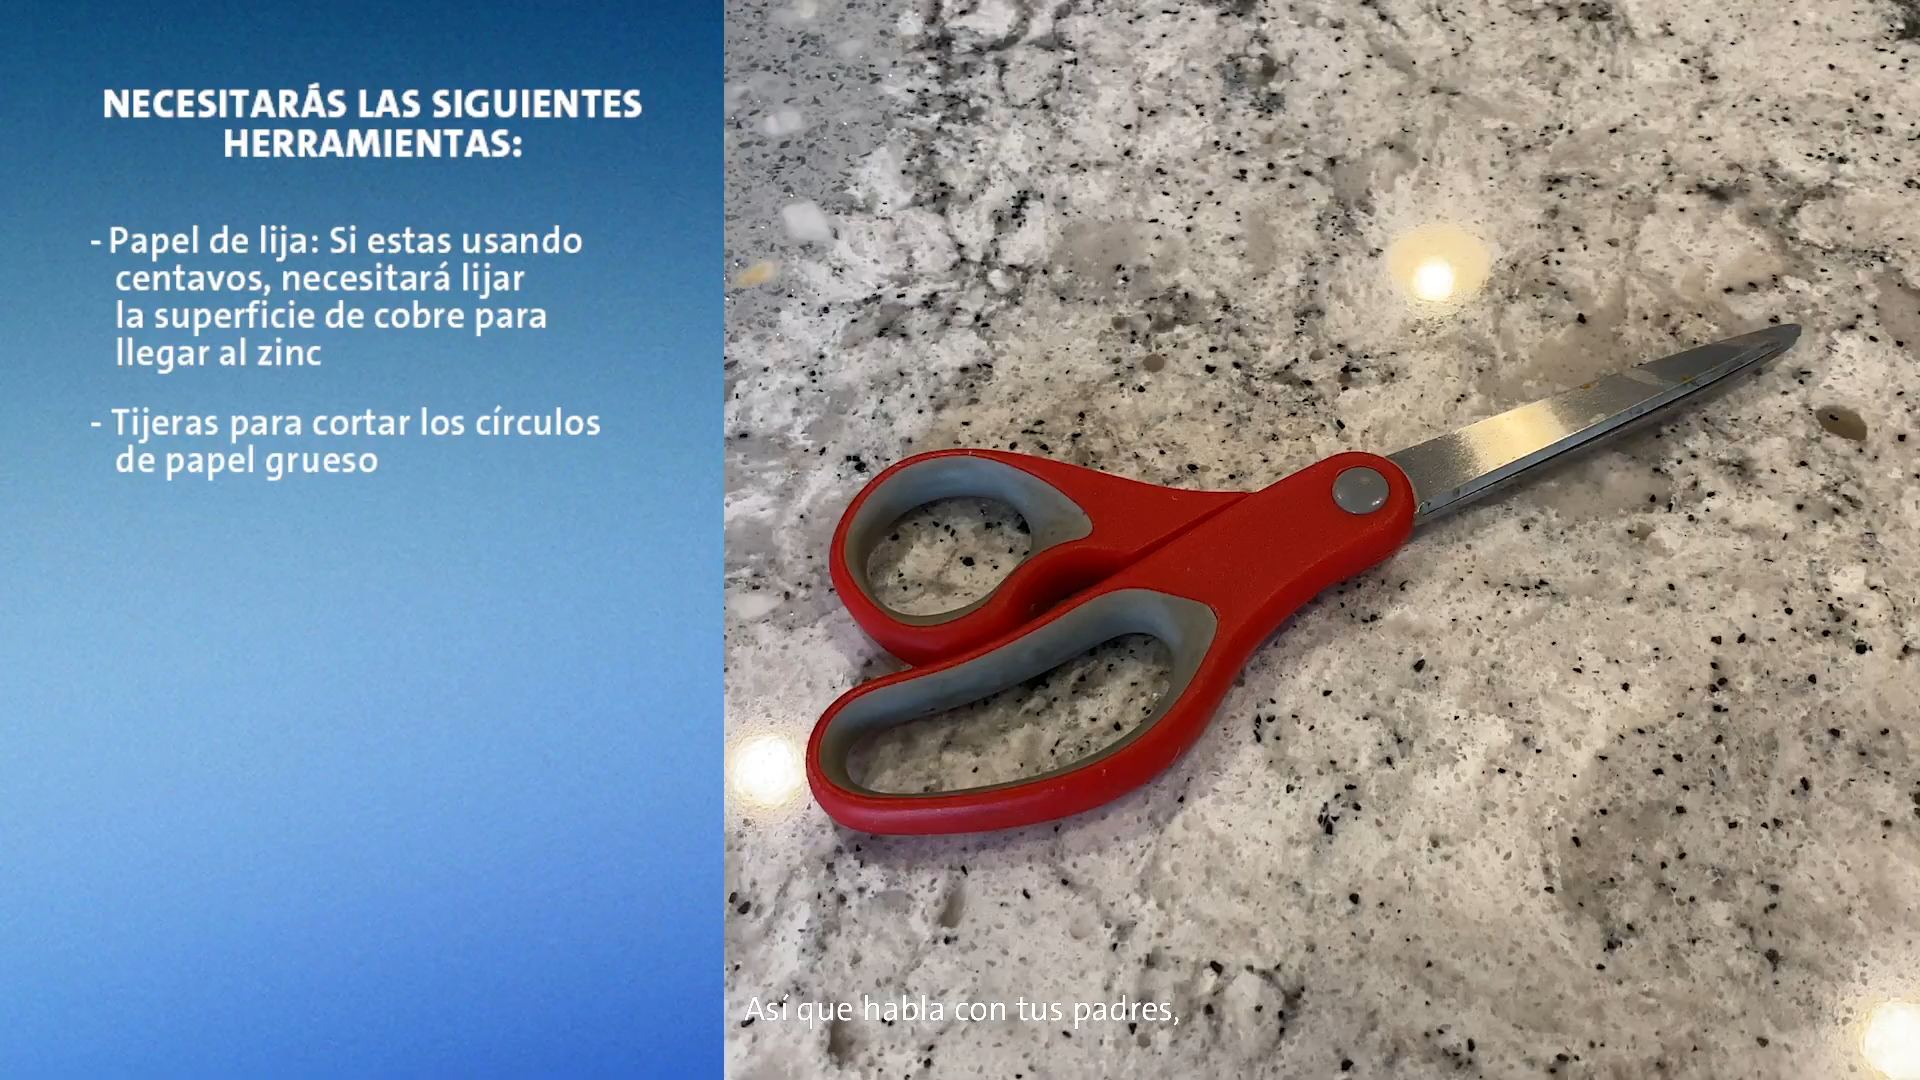 NECESITARÁS LAS SIGUIENTES
HERRAMIENTAS:
- Papel de lija: Si estas usando
centavos, necesitará lijar
la superficie de cobre para
llegar al zinc
- Tijeras para cortar los círculos
de papel grueso
Así que habla con tus padres,